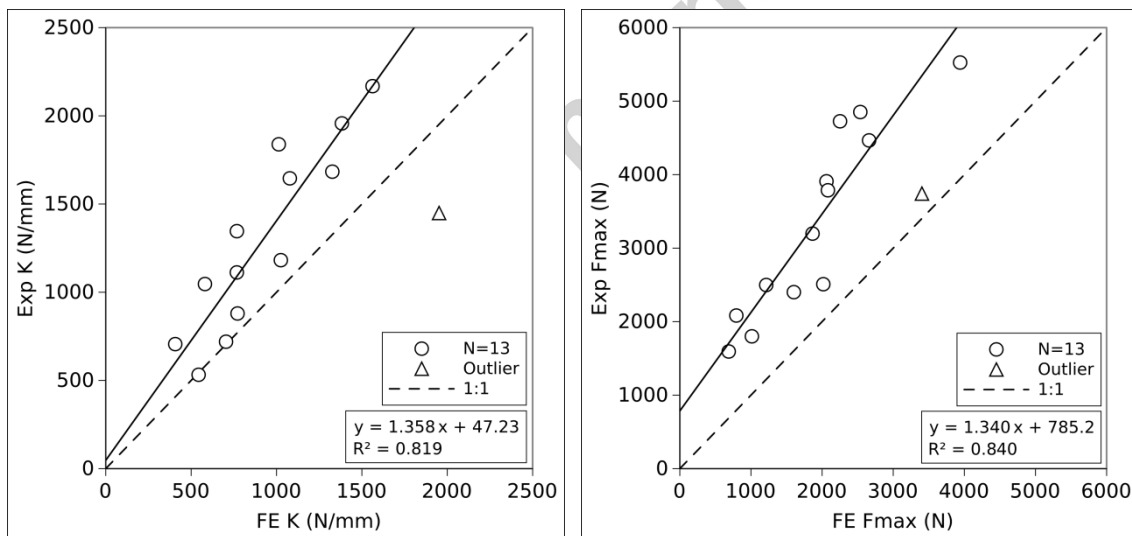 2500
2000
1500
1000
500
0
0 500 1000 1500 2000 2500
Exp K (N/mm)
FE K (N/mm)
N=13
Outlier
1:1
y = 1.358 x + 47.23
R² = 0.819
6000
5000
4000
3000
2000
1000
0
0 1000 2000 3000 4000 5000 6000
Exp Fmax (N)
FE Fmax (N)
N=13
Outlier
1:1
y = 1.340 x + 785.2
R² = 0.840